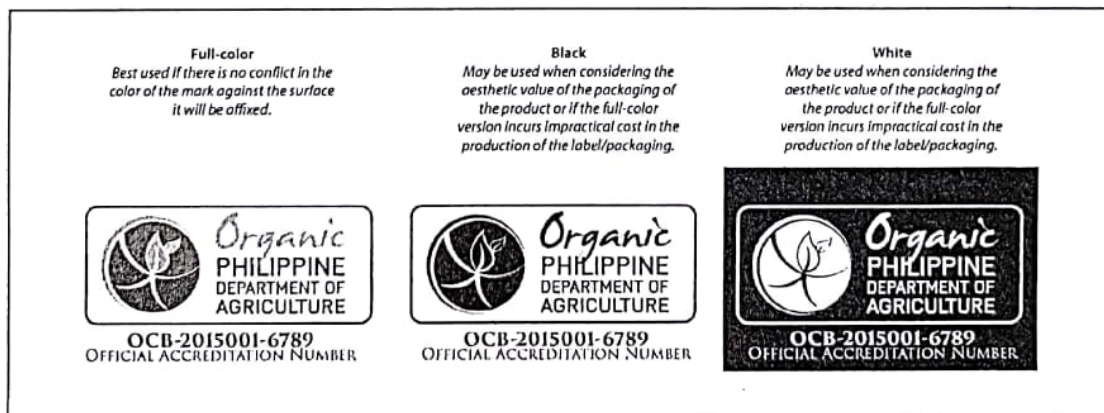 Full-color
Best used if there is no conflict in the
color of the mark against the surface
it will be affixed.
Black
May be used when considering the
aesthetic value of the packaging of
the product or if the full-color
version incurs impractical cost in the
production of the label/packaging.
White
May be used when considering the
aesthetic value of the packaging of
the product or if the full-color
version incurs impractical cost in the
production of the label/packaging.
Organic
PHILIPPINE
DEPARTMENT OF
AGRICULTURE
OCB-2015001-6789
OFFICIAL ACCREDITATION NUMBER
Organic
PHILIPPINE
DEPARTMENT OF
AGRICULTURE
OCB-2015001-6789
OFFICIAL ACCREDITATION NUMBER
Organic
PHILIPPINE
DEPARTMENT OF
AGRICULTURE
OCB-2015001-6789
OFFICIAL ACCREDITATION NUMBER